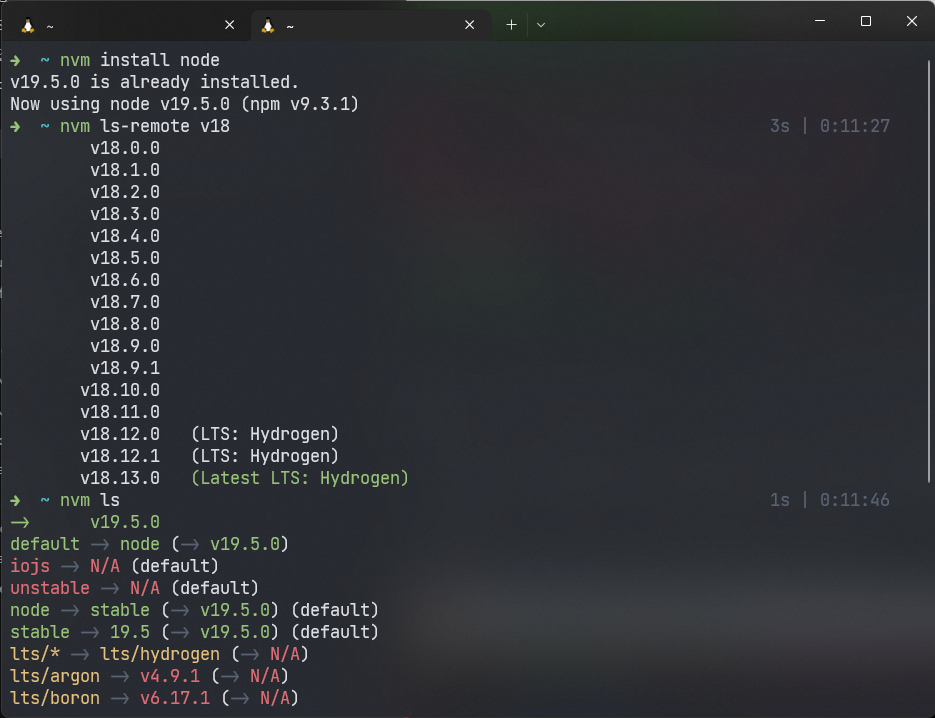 ~
~
➜ ~ nvm install node
v19.5.0 is already installed.
Now using node v19.5.0 (npm v9.3.1)
➜ ~ nvm ls-remote v18 3s | 0:11:27
v18.0.0
v18.1.0
v18.2.0
v18.3.0
v18.4.0
v18.5.0
v18.6.0
v18.7.0
v18.8.0
v18.9.0
v18.9.1
v18.10.0
v18.11.0
v18.12.0 (LTS: Hydrogen)
v18.12.1 (LTS: Hydrogen)
v18.13.0 (Latest LTS: Hydrogen)
➜ ~ nvm ls 1s | 0:11:46
-> v19.5.0
default -> node (-> v19.5.0)
iojs -> N/A (default)
unstable -> N/A (default)
node -> stable (-> v19.5.0) (default)
stable -> 19.5 (-> v19.5.0) (default)
lts/* -> lts/hydrogen (-> N/A)
lts/argon -> v4.9.1 (-> N/A)
lts/boron -> v6.17.1 (-> N/A)